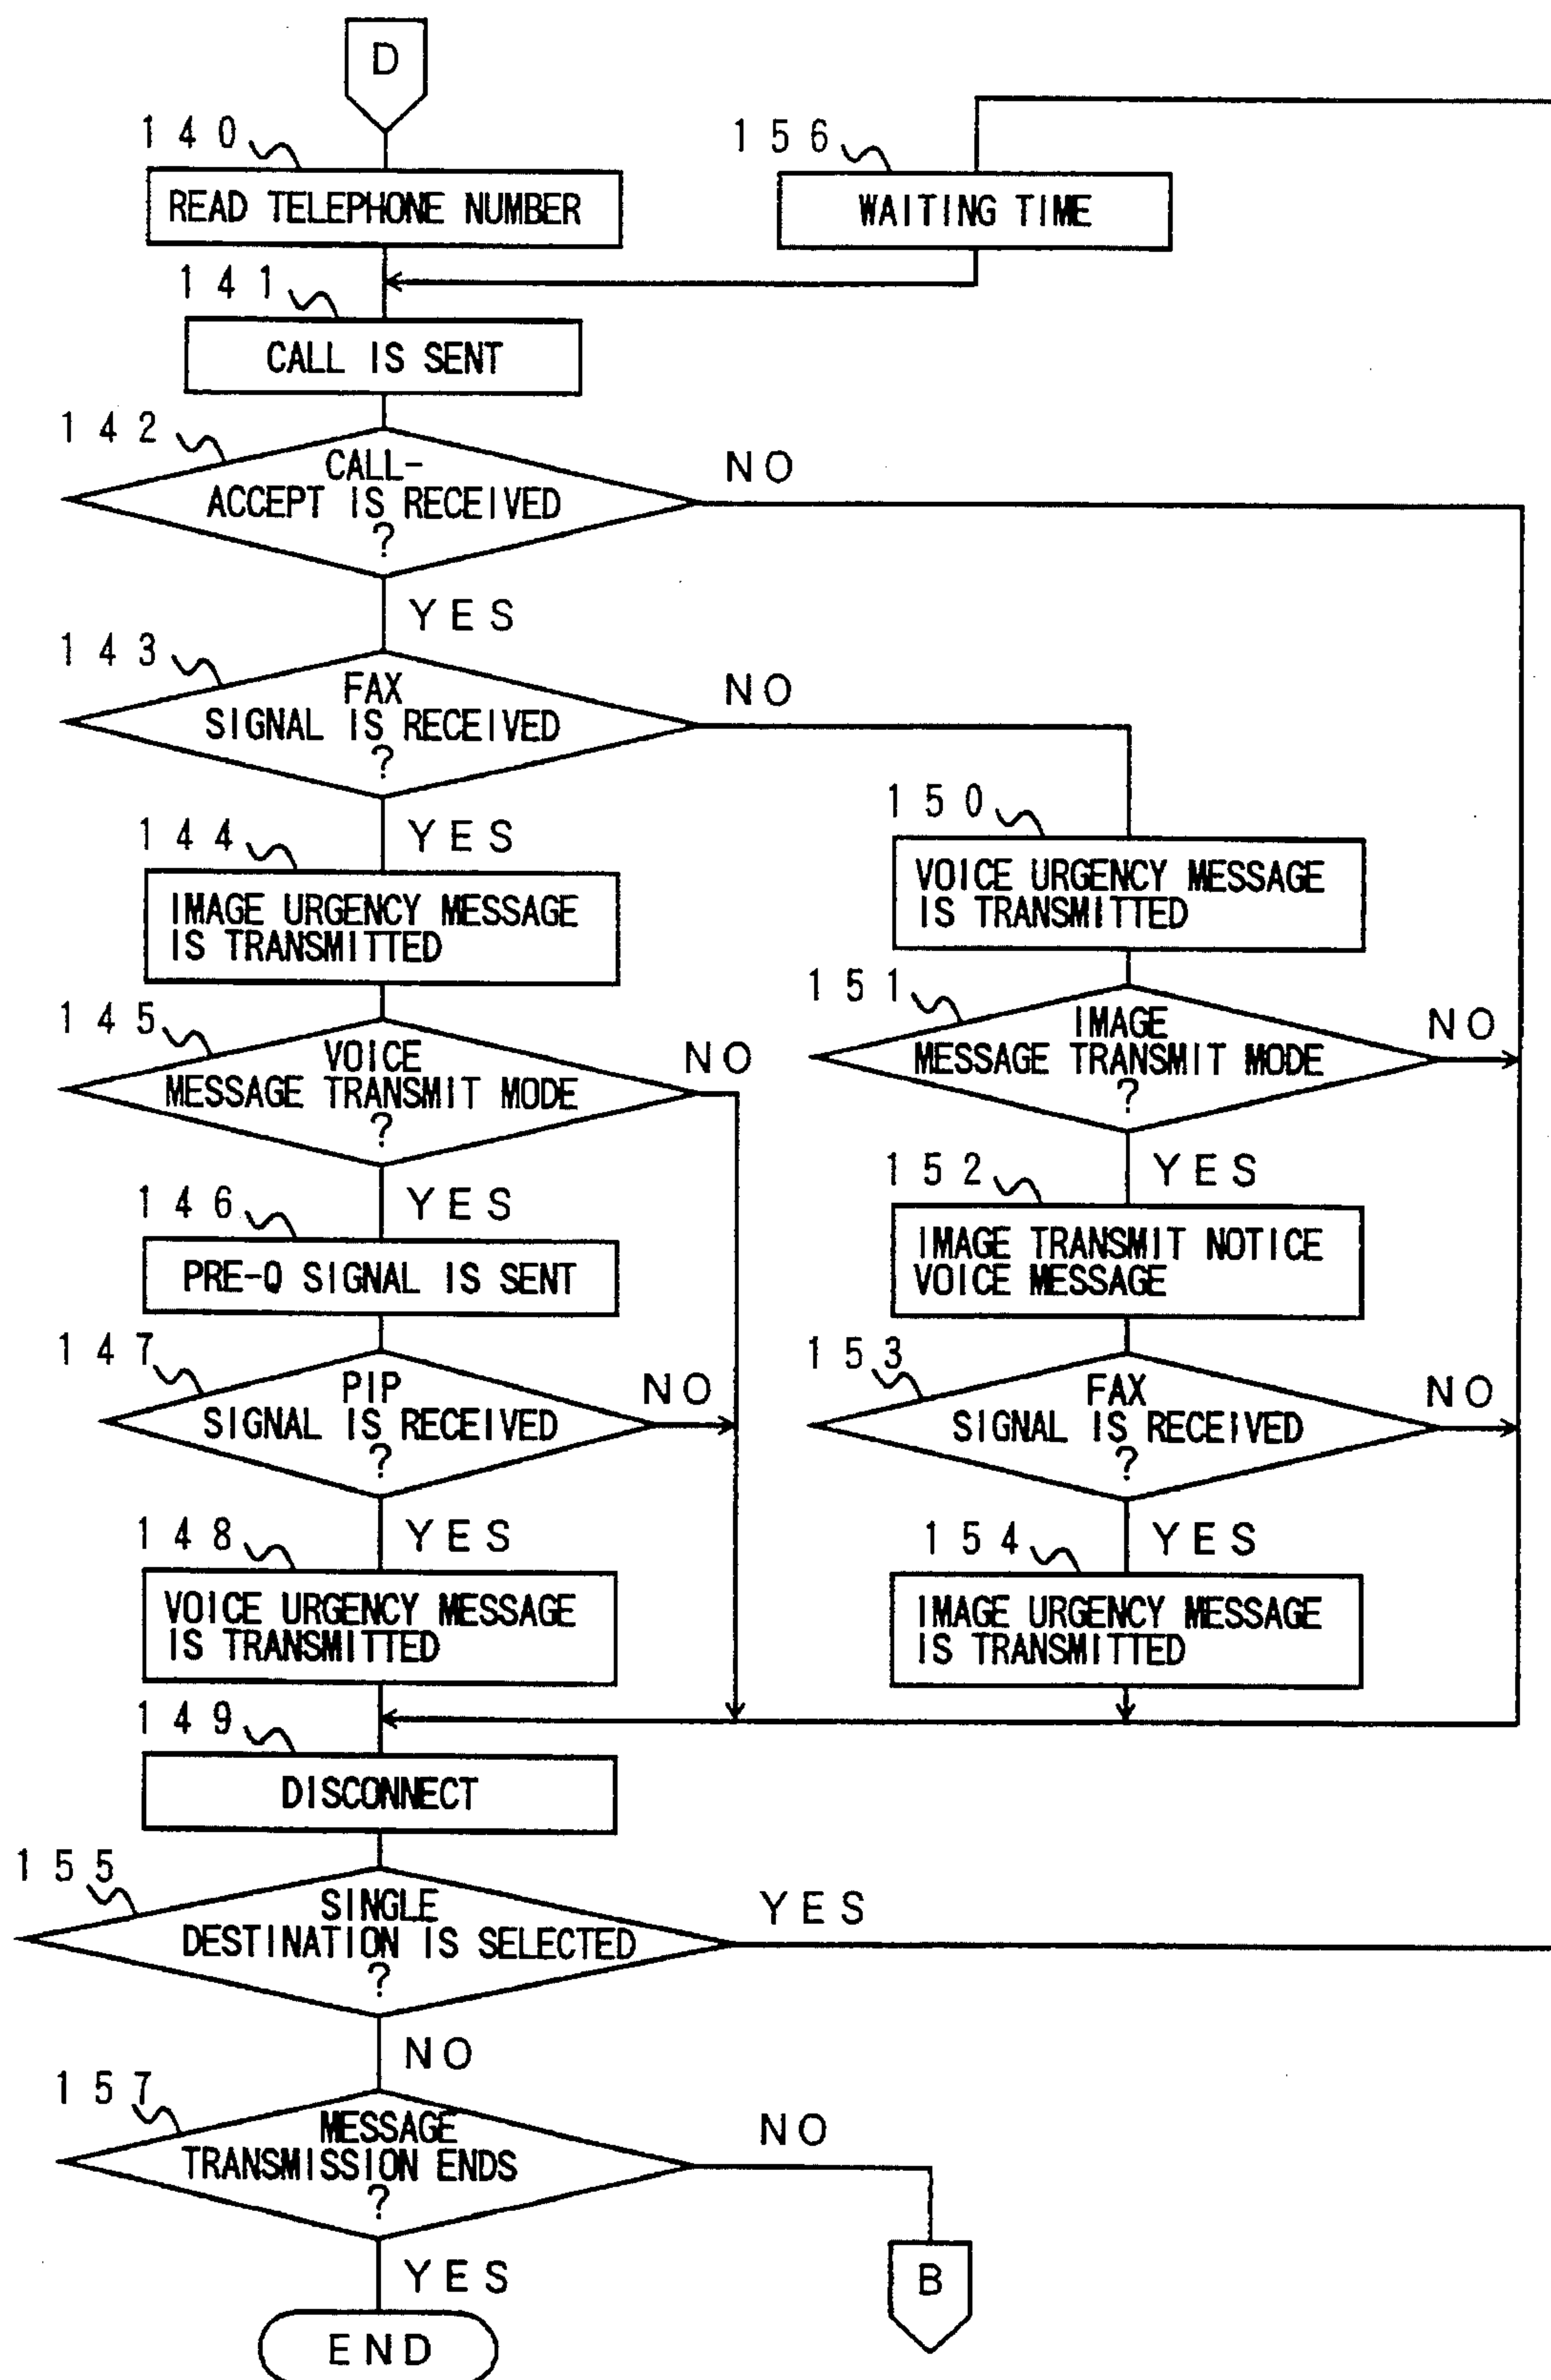 D
140
READ TELEPHONE NUMBER
156
WAITING TIME
141
CALL IS SENT
142
CALL-
ACCEPT IS RECEIVED
?
NO
YES
143
FAX
SIGNAL IS RECEIVED
?
NO
YES
144
IMAGE URGENCY MESSAGE
IS TRANSMITTED
145
VOICE
MESSAGE TRANSMIT MODE
?
NO
YES
146
PRE-Q SIGNAL IS SENT
147
PIP
SIGNAL IS RECEIVED
?
NO
YES
148
VOICE URGENCY MESSAGE
IS TRANSMITTED
150
VOICE URGENCY MESSAGE
IS TRANSMITTED
151
IMAGE
MESSAGE TRANSMIT MODE
?
NO
YES
152
IMAGE TRANSMIT NOTICE
VOICE MESSAGE
153
FAX
SIGNAL IS RECEIVED
?
NO
YES
154
IMAGE URGENCY MESSAGE
IS TRANSMITTED
149
DISCONNECT
155
SINGLE
DESTINATION IS SELECTED
?
YES
NO
157
MESSAGE
TRANSMISSION ENDS
?
NO
YES
B
END